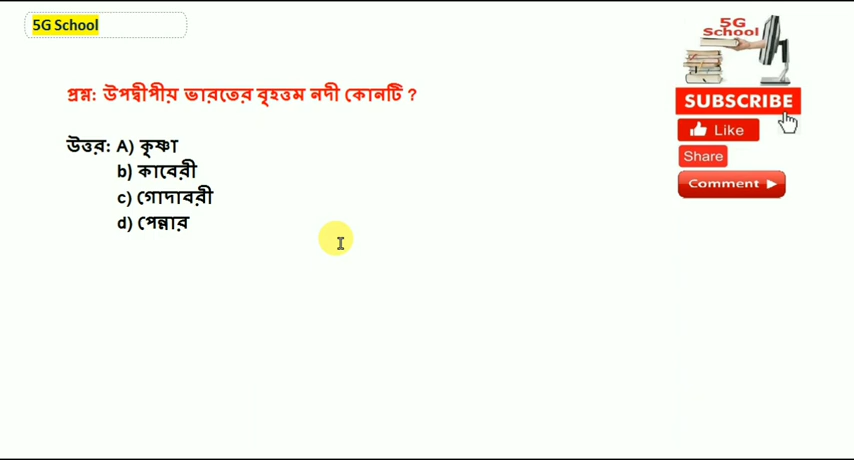 5G School
5G
School
প্রশ্ন: উপদ্বীপীয় ভারতের বৃহত্তম নদী কোনটি ?
উত্তর: A) কৃষ্ণা
b) কাবেরী
c) গোদাবরী
d) পেন্নার
SUBSCRIBE
Like
Share
Comment